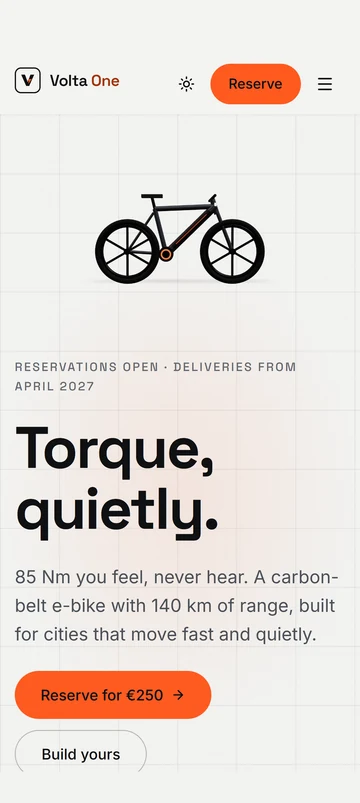 V Volta One
Reserve
RESERVATIONS OPEN · DELIVERIES FROM
APRIL 2027
Torque,
quietly.
85 Nm you feel, never hear. A carbon-
belt e-bike with 140 km of range, built
for cities that move fast and quietly.
Reserve for €250 →
Build yours